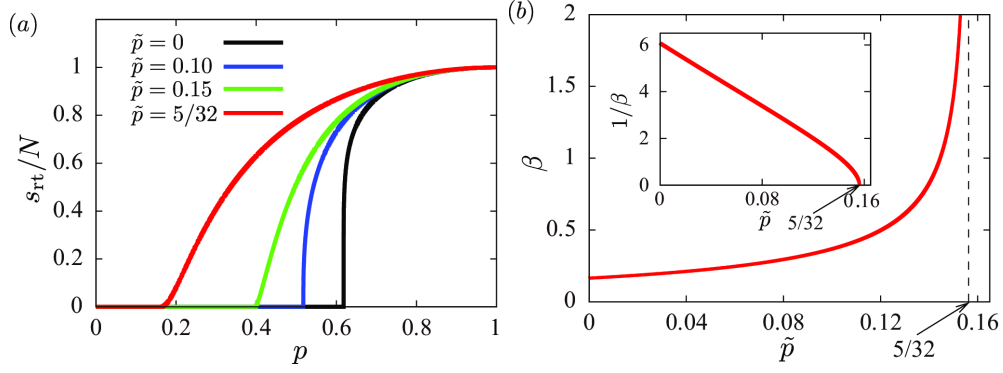 (a)
p̃ = 0
p̃ = 0.10
p̃ = 0.15
p̃ = 5/32
1
0.8
0.6
0.4
0.2
0
s_rt/N
0 0.2 0.4 0.6 0.8 1
p
(b)
2
1.5
1
0.5
0
β
0 0.04 0.08 0.12 0.16
p̃
5/32
6
4
2
0
1/β
0 0.08 0.16
p̃
5/32